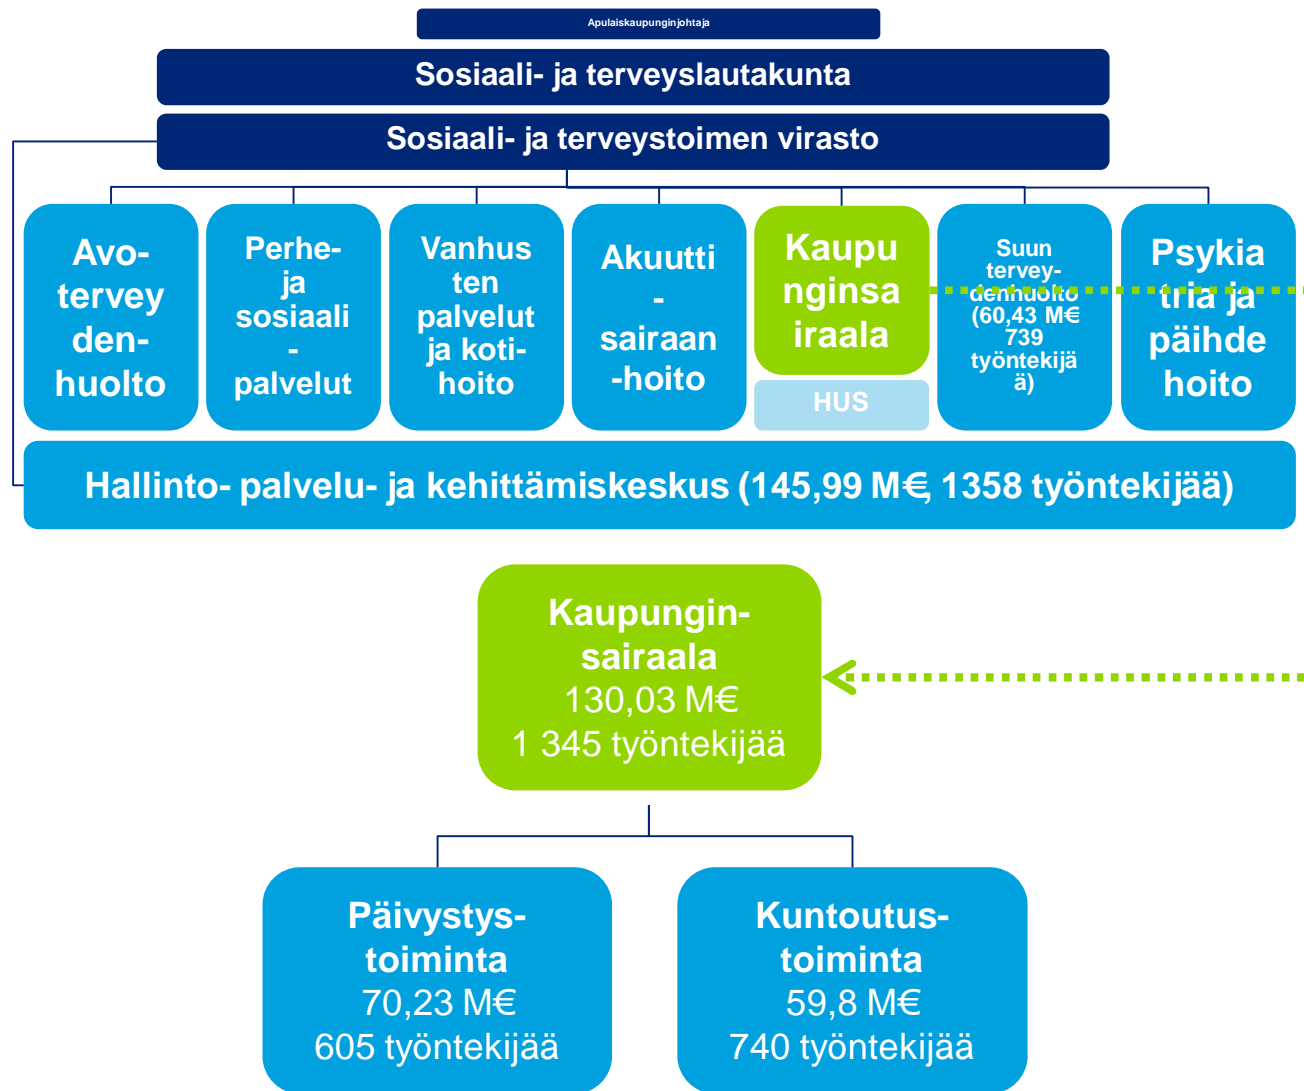 Apulaiskaupunginjohtaja
Sosiaali- ja terveyslautakunta
Sosiaali- ja terveystoimen virasto
Avo-
tervey
den-
huolto
Perhe-
ja
sosiaali
-
palvelut
Vanhus
ten
palvelut
ja koti-
hoito
Akuutti
-
sairaan
-hoito
Kaupu
nginsa
iraala
HUS
Suun
tervey-
denhuolto
(60,43 M€
739
työntekijä
ä)
Psykia
tria ja
päihde
hoito
Hallinto- palvelu- ja kehittämiskeskus (145,99 M€, 1358 työntekijää)
Kaupungin-
sairaala
130,03 M€
1 345 työntekijää
Päivystys-
toiminta
70,23 M€
605 työntekijää
Kuntoutus-
toiminta
59,8 M€
740 työntekijää